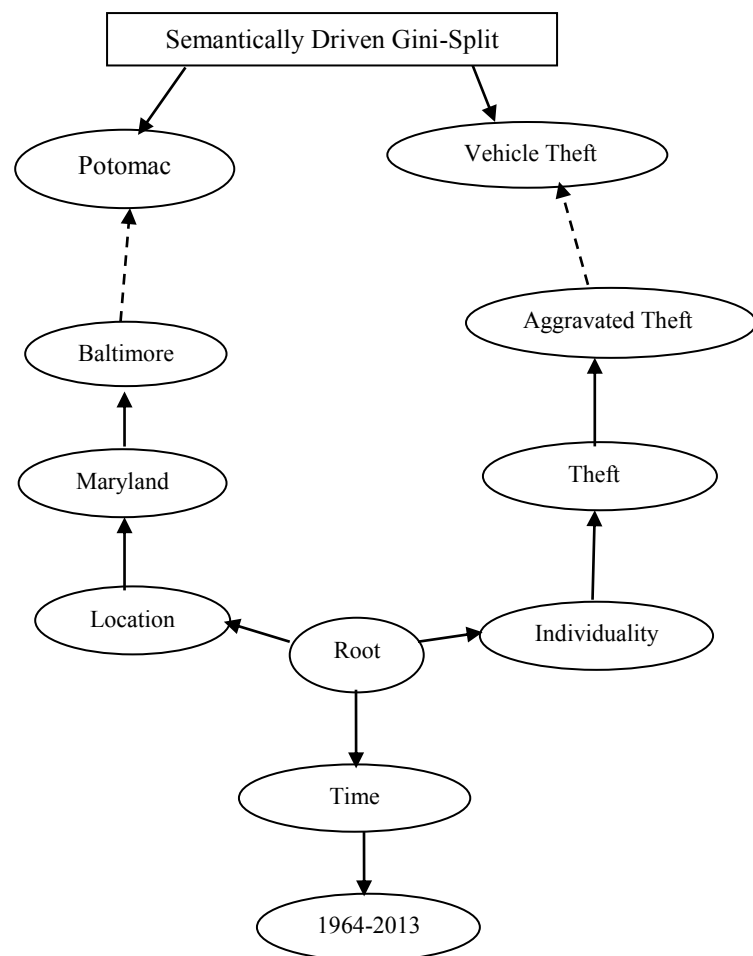 Semantically Driven Gini-Split
Potomac
Vehicle Theft
Baltimore
Aggravated Theft
Maryland
Theft
Location
Root
Individuality
Time
1964-2013